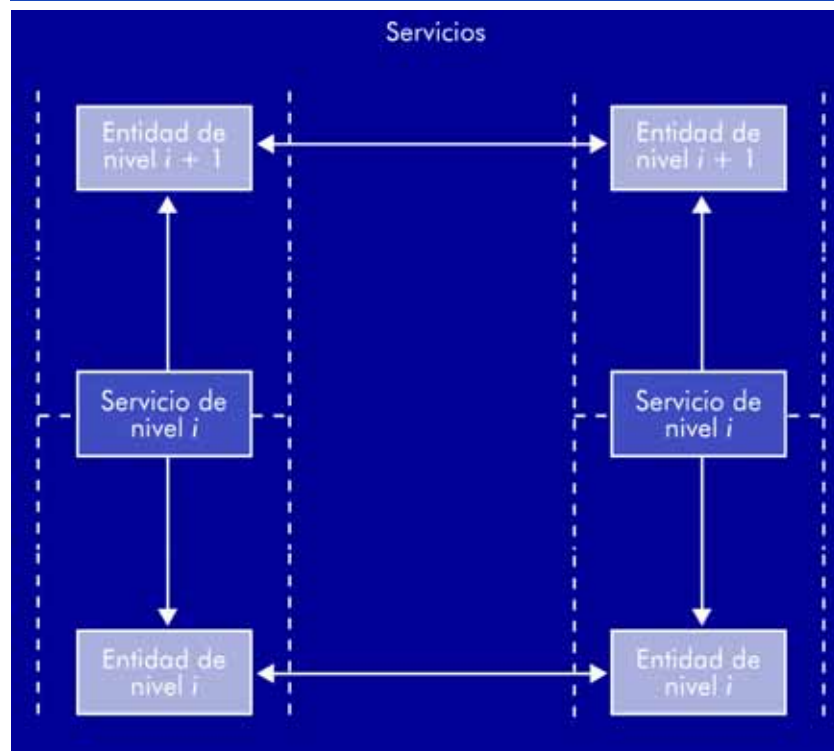 Servicios
Entidad de
nivel i + 1
Entidad de
nivel i + 1
Servicio de
nivel i
Servicio de
nivel i
Entidad de
nivel i
Entidad de
nivel i